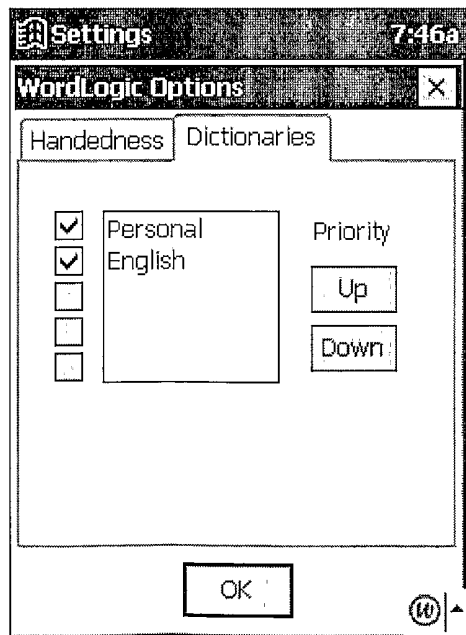 Settings 7:46a
WordLogic Options
Handedness Dictionaries
Personal Priority
English
Up
Down
OK
W